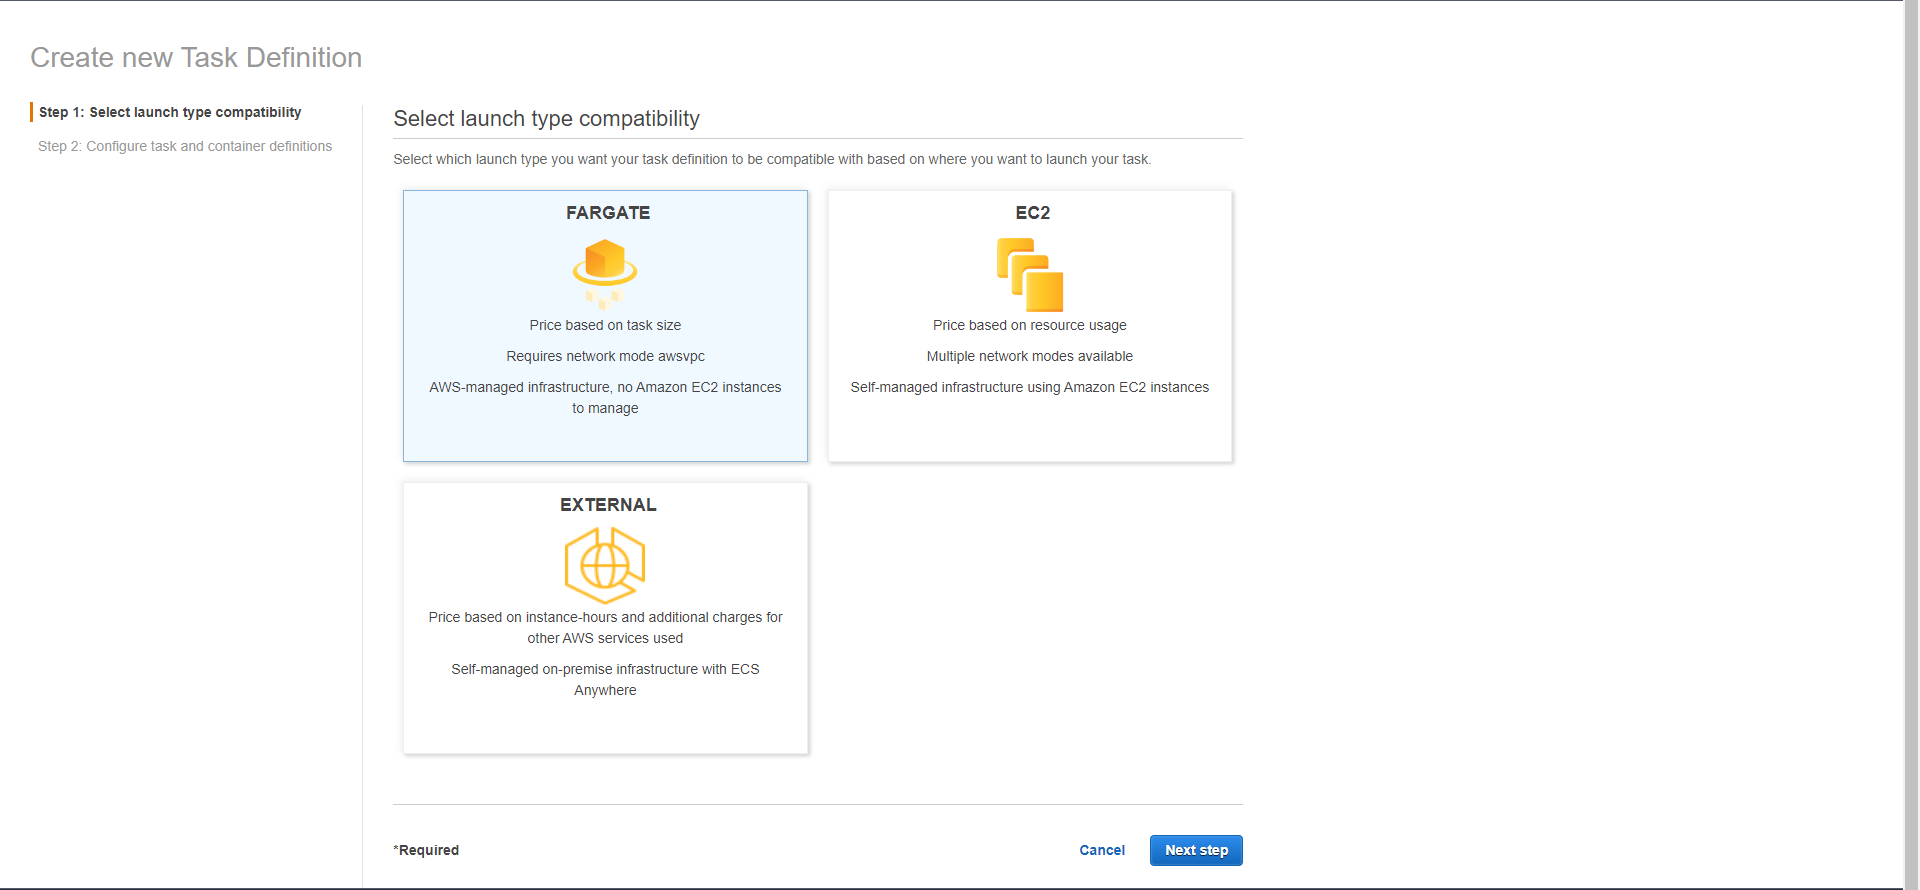 Create new Task Definition
Step 1: Select launch type compatibility
Step 2: Configure task and container definitions
Select launch type compatibility
Select which launch type you want your task definition to be compatible with based on where you want to launch your task.
FARGATE
Price based on task size
Requires network mode awsvpc
AWS-managed infrastructure, no Amazon EC2 instances
to manage
EC2
Price based on resource usage
Multiple network modes available
Self-managed infrastructure using Amazon EC2 instances
EXTERNAL
Price based on instance-hours and additional charges for
other AWS services used
Self-managed on-premise infrastructure with ECS
Anywhere
*Required
Cancel
Next step